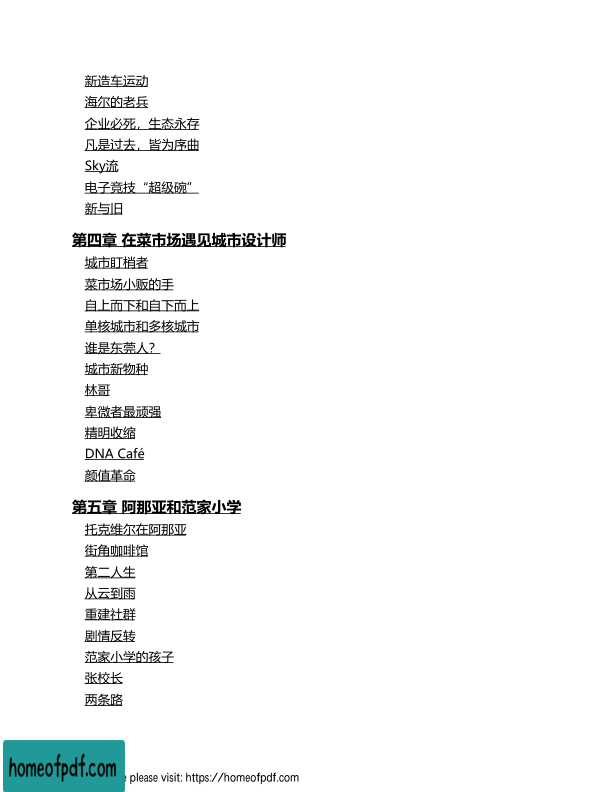 新造车运动
海尔的老兵
企业必死，生态永存
凡是过去，皆为序曲
Sky流
电子竞技“超级碗”
新与旧
第四章 在菜市场遇见城市设计师
城市盯梢者
菜市场小贩的手
自上而下和自下而上
单核城市和多核城市
谁是东莞人？
城市新物种
林哥
卑微者最顽强
精明收缩
DNA Café
颜值革命
第五章 阿那亚和范家小学
托克维尔在阿那亚
街角咖啡馆
第二人生
从云到雨
重建社群
剧情反转
范家小学的孩子
张校长
两条路
homeofpdf.com
please visit: https://homeofpdf.com